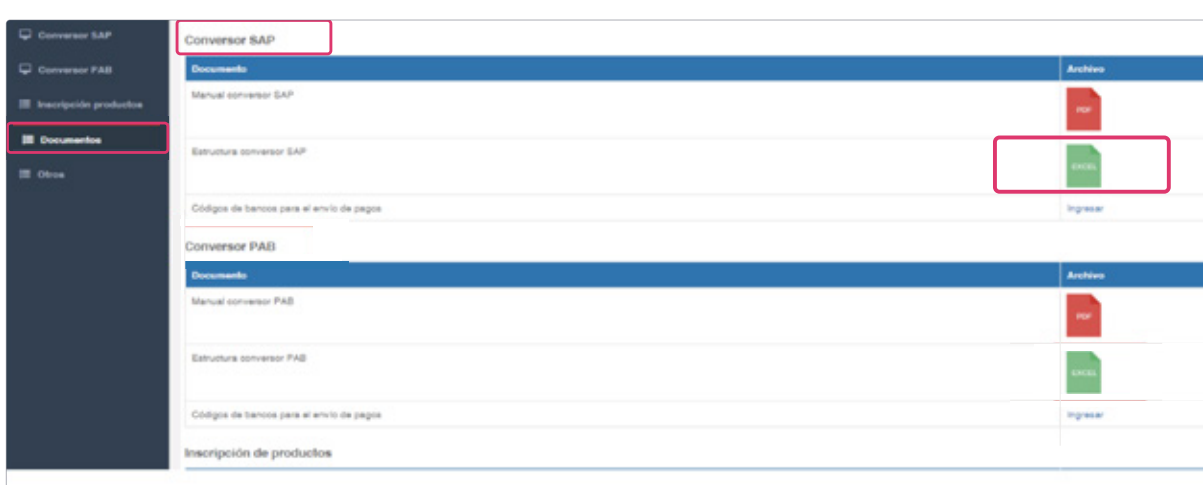 Conversor SAP
Conversor PAB
Inscripción productos
Documentos
Otros
Conversor SAP
Documento Archivo
Manual conversor SAP PDF
Estructura conversor SAP EXCEL
Códigos de bancos para el envío de pagos Ingresar
Conversor PAB
Documento Archivo
Manual conversor PAB PDF
Estructura conversor PAB EXCEL
Códigos de bancos para el envío de pagos Ingresar
Inscripción de productos